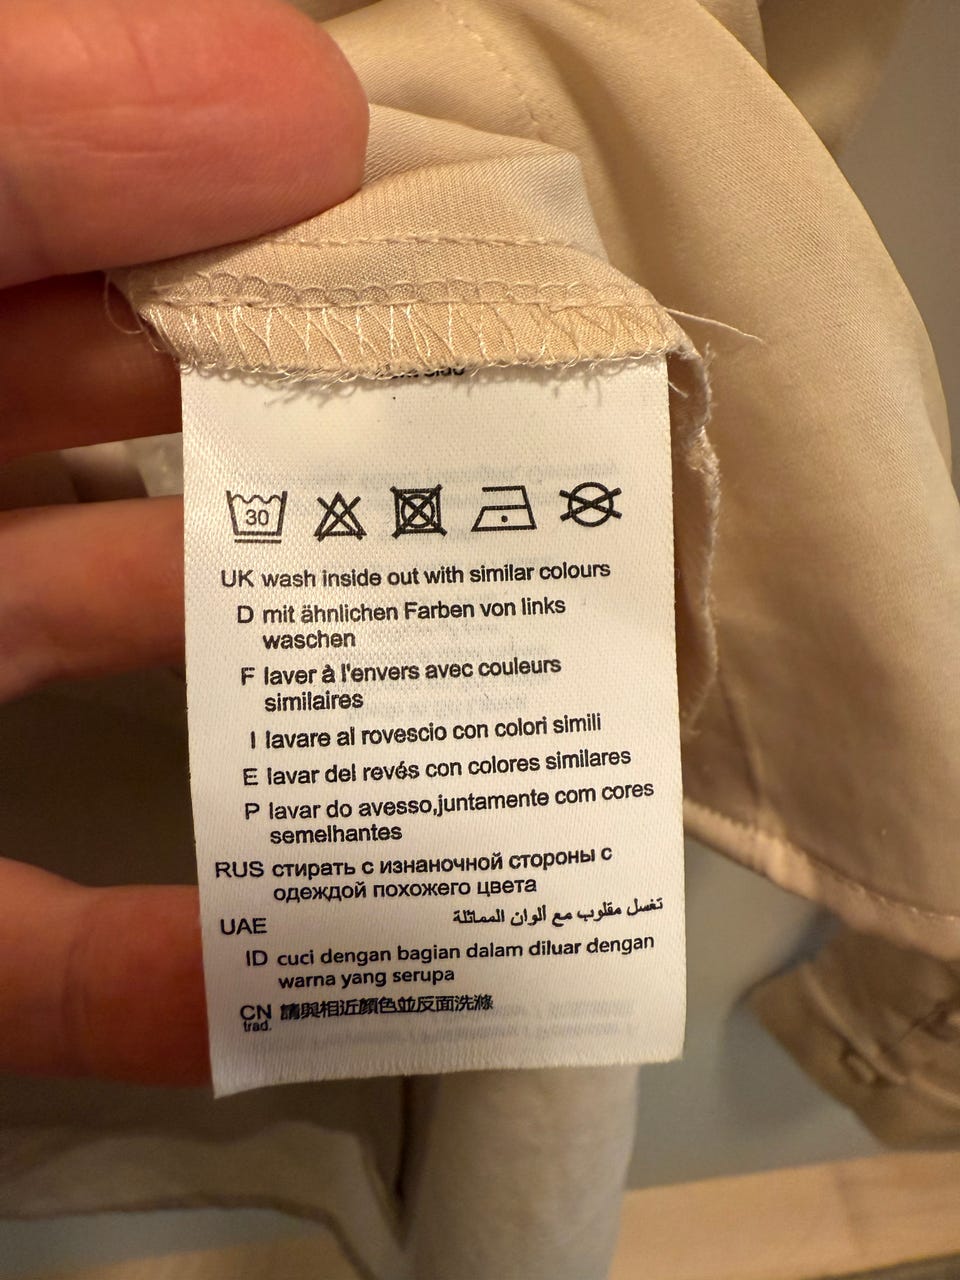 30
UK wash inside out with similar colours
D mit ähnlichen Farben von links
waschen
F laver à l'envers avec couleurs
similaires
I lavare al rovescio con colori simili
E lavar del revés con colores similares
P lavar do avesso,juntamente com cores
semelhantes
RUS стирать с изнаночной стороны с
одеждой похожего цвета
UAE تغسل مقلوب مع ألوان المماثلة
ID cuci dengan bagian dalam diluar dengan
warna yang serupa
CN 請與相近顏色並反面洗滌
trad.